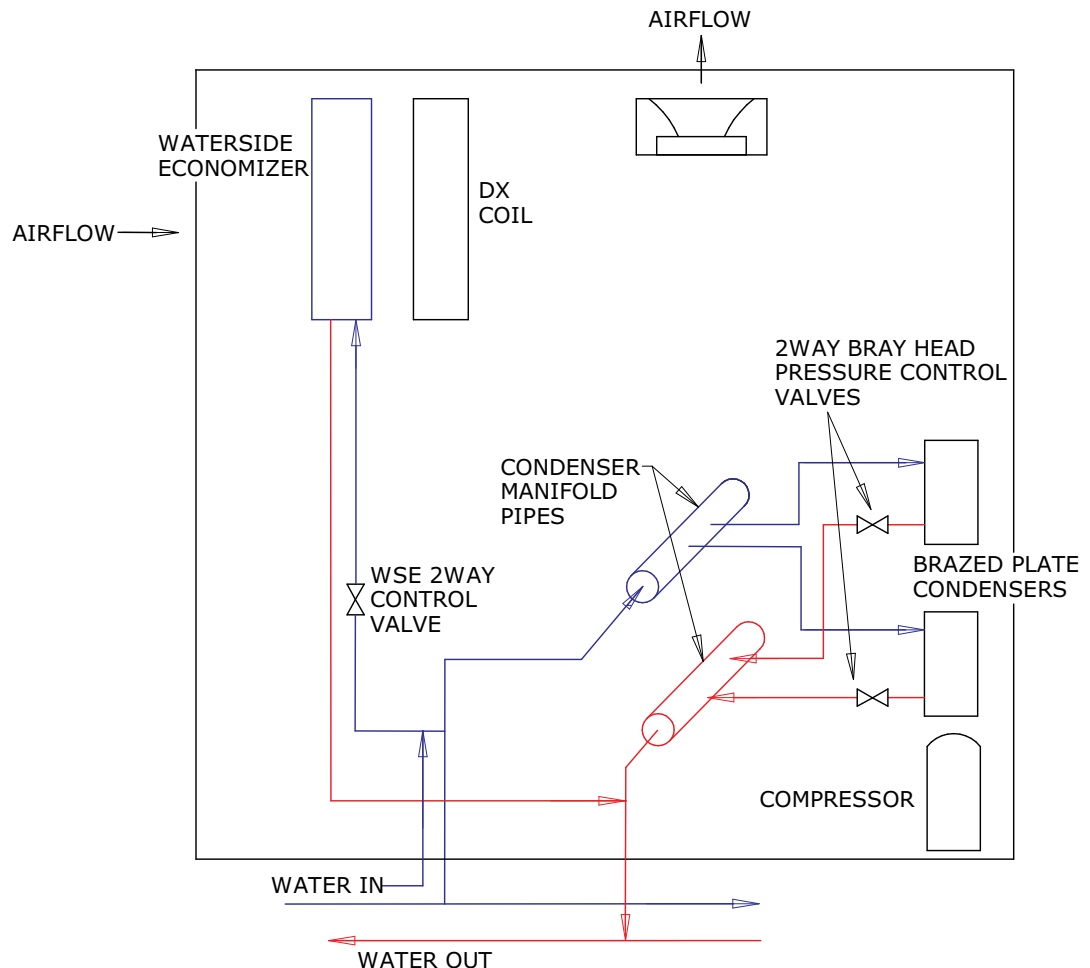 AIRFLOW
WATERSIDE
ECONOMIZER
DX
COIL
AIRFLOW
2WAY BRAY HEAD
PRESSURE CONTROL
VALVES
CONDENSER
MANIFOLD
PIPES
BRAZED PLATE
CONDENSERS
WSE 2WAY
CONTROL
VALVE
COMPRESSOR
WATER IN
WATER OUT